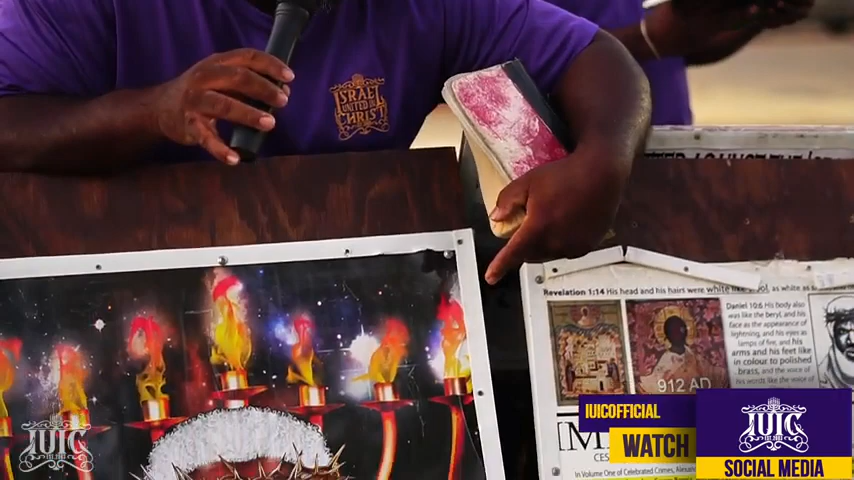 ISRAEL
UNITED IN
CHRIST
Revelation 1:14 His head and his hairs were white like wool, as white as s
Daniel 10:6 His body also
was like the beryl, and his
face as the appearance of
lightning, and his eyes as
lamps of fire, and his
arms and his feet like
in colour to polished
brass, and the voice of
his words like the voice of
912 AD
In Volume One of Celebrated Crimes, Alexan
IUIC
IUICOFFICIAL
WATCH
IUIC
SOCIAL MEDIA